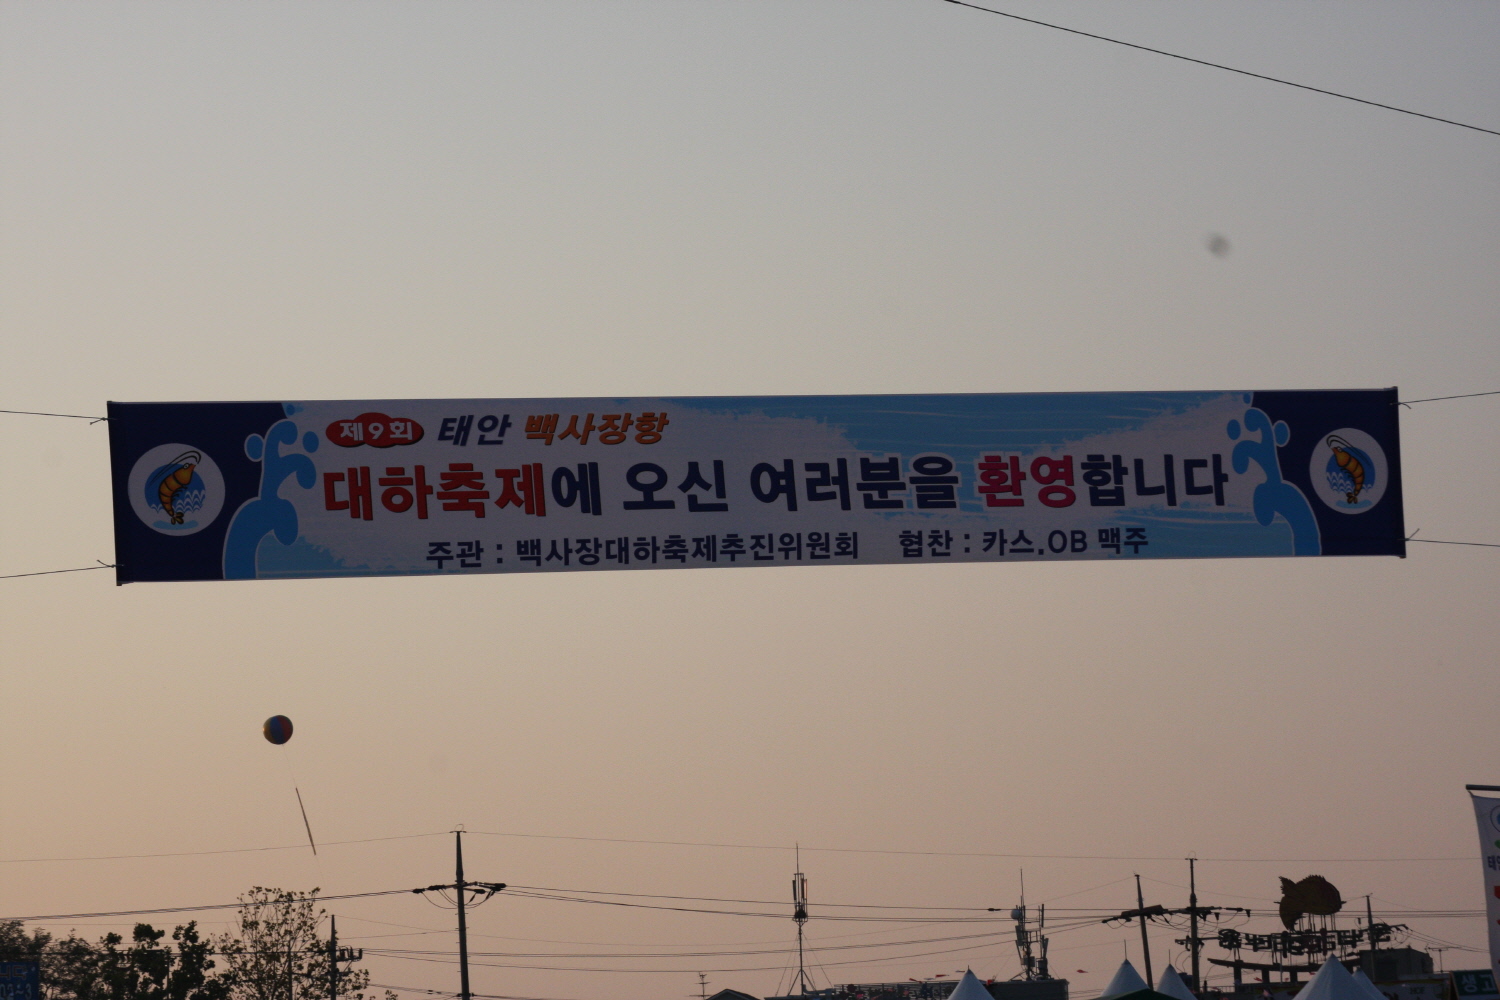 제9회 태안 백사장항
대하축제에 오신 여러분을 환영합니다
주관 : 백사장대하축제추진위원회 협찬 : 카스.OB 맥주